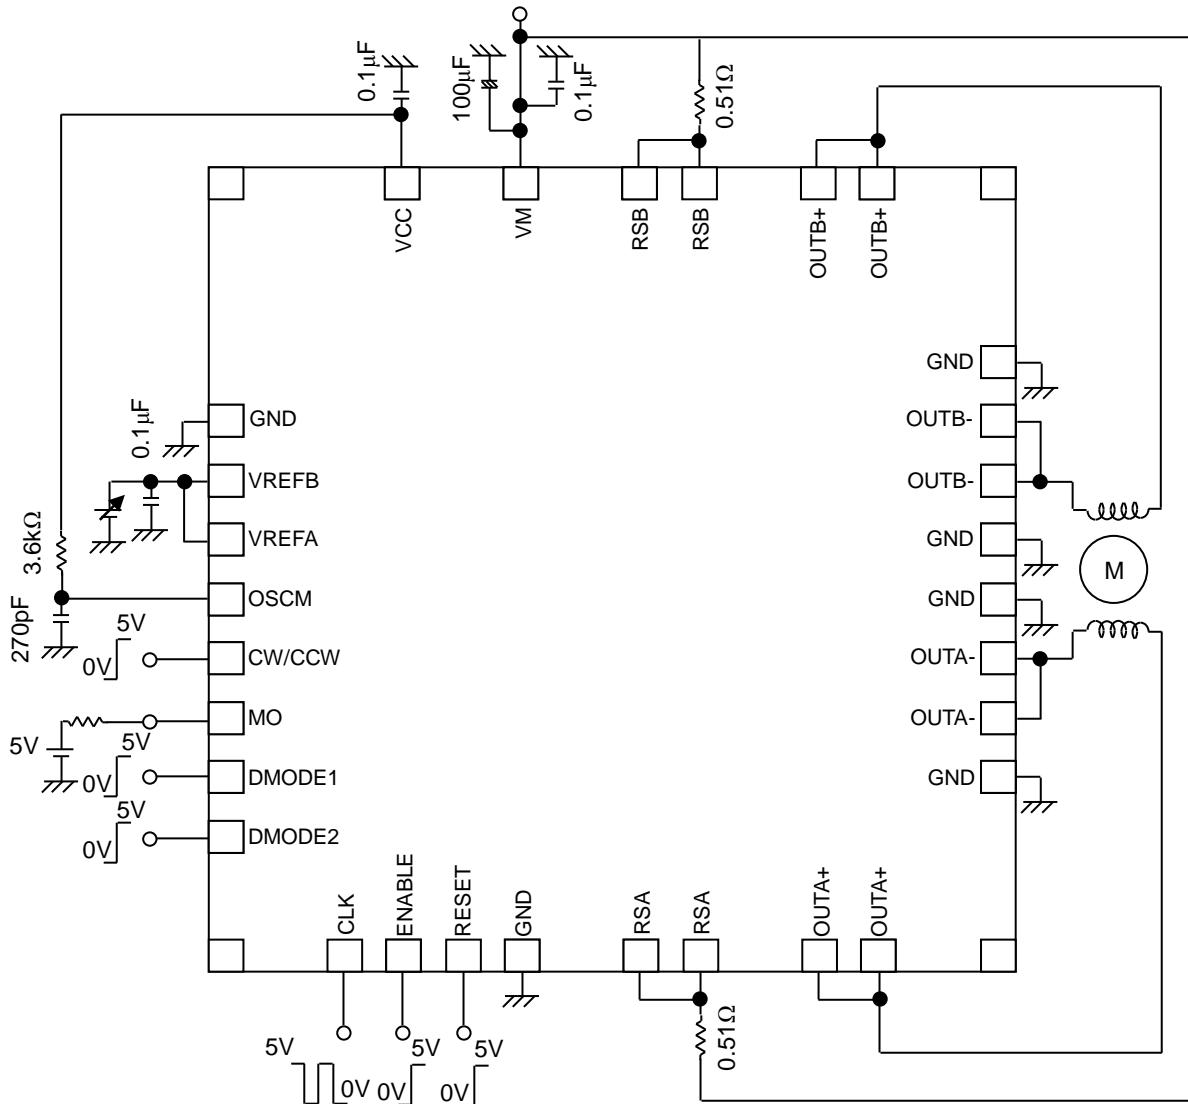 0.1μF
100μF
0.1μF
0.51Ω
VCC
VM
RSB
RSB
OUTB+
OUTB+
GND
OUTB-
OUTB-
GND
GND
OUTA-
OUTA-
GND
M
0.1μF
GND
VREFB
VREFA
3.6kΩ
OSCM
270pF
5V
0V
CW/CCW
MO
5V
5V
0V
DMODE1
5V
0V
DMODE2
CLK
ENABLE
RESET
GND
RSA
RSA
OUTA+
OUTA+
0.51Ω
5V
0V
5V
0V
5V
0V